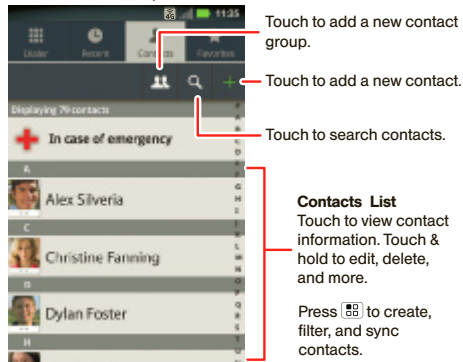 4G
11:35
Dialer
Recent
Contacts
Favorites
Touch to add a new contact
group.
Touch to add a new contact.
Displaying 79 contacts
Touch to search contacts.
In case of emergency
A
Alex Silveria
C
Christine Fanning
D
Dylan Foster
H
Contacts List
Touch to view contact
information. Touch &
hold to edit, delete,
and more.
Press to create,
filter, and sync
contacts.